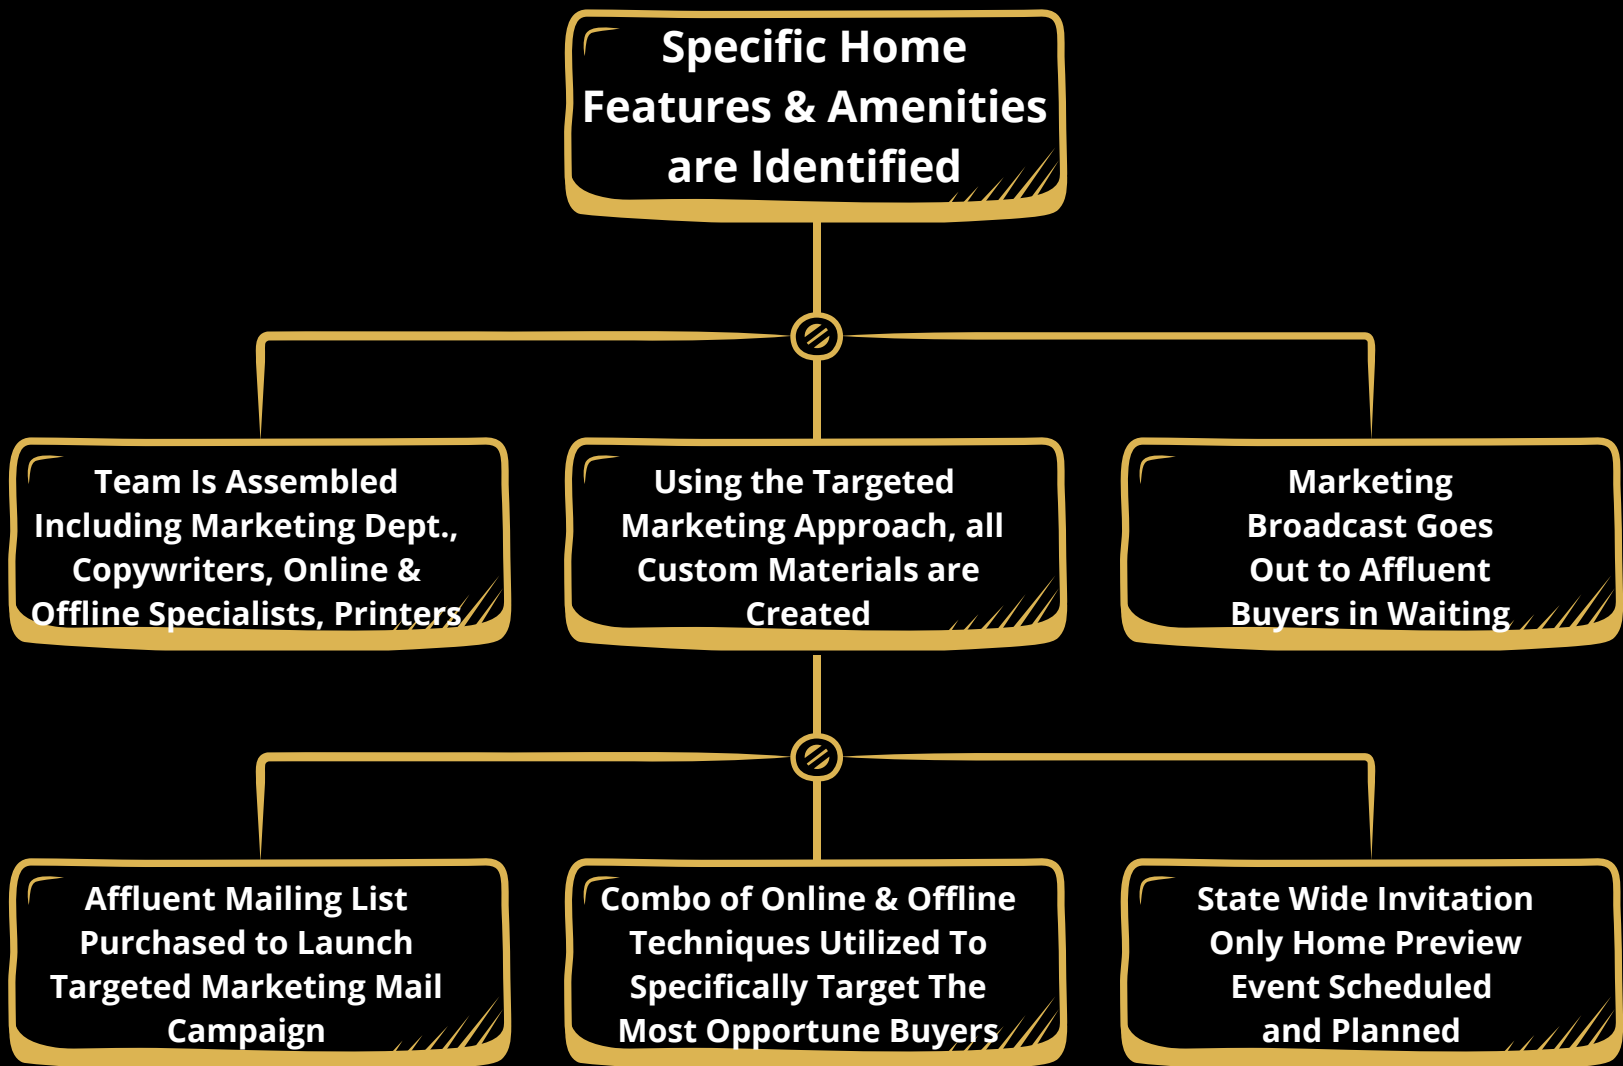 Specific Home
Features & Amenities
are Identified
Team Is Assembled
Including Marketing Dept.,
Copywriters, Online &
Offline Specialists, Printers
Using the Targeted
Marketing Approach, all
Custom Materials are
Created
Marketing
Broadcast Goes
Out to Affluent
Buyers in Waiting
Affluent Mailing List
Purchased to Launch
Targeted Marketing Mail
Campaign
Combo of Online & Offline
Techniques Utilized To
Specifically Target The
Most Opportune Buyers
State Wide Invitation
Only Home Preview
Event Scheduled
and Planned